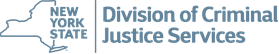 NEW
YORK
STATE
Division of Criminal
Justice Services